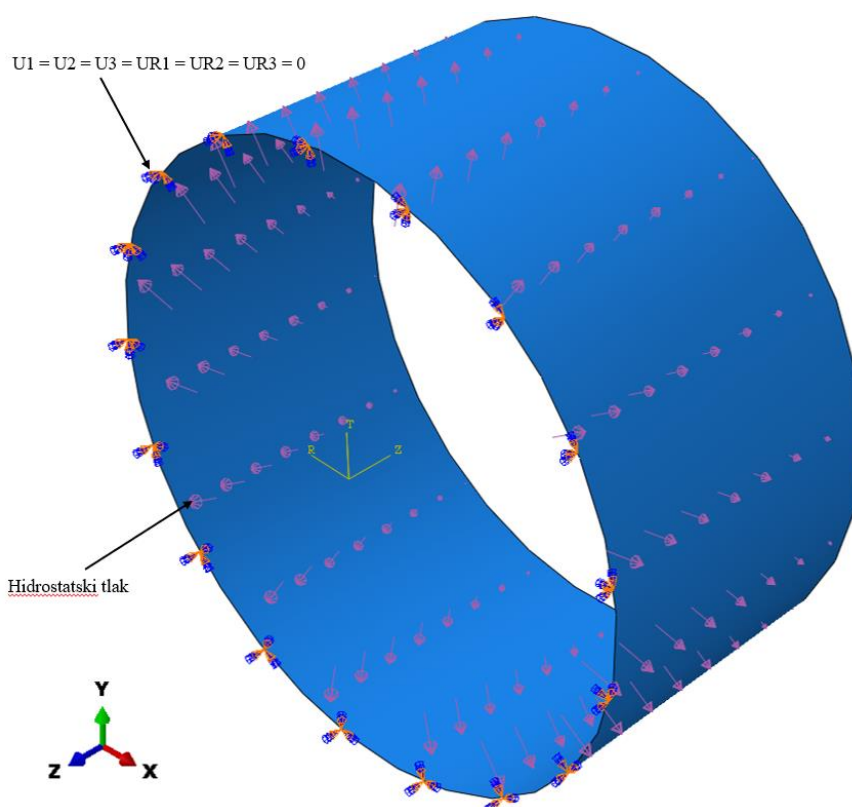 U1 = U2 = U3 = UR1 = UR2 = UR3 = 0
T
R
Z
Hidrostatski tlak
Y
Z
X